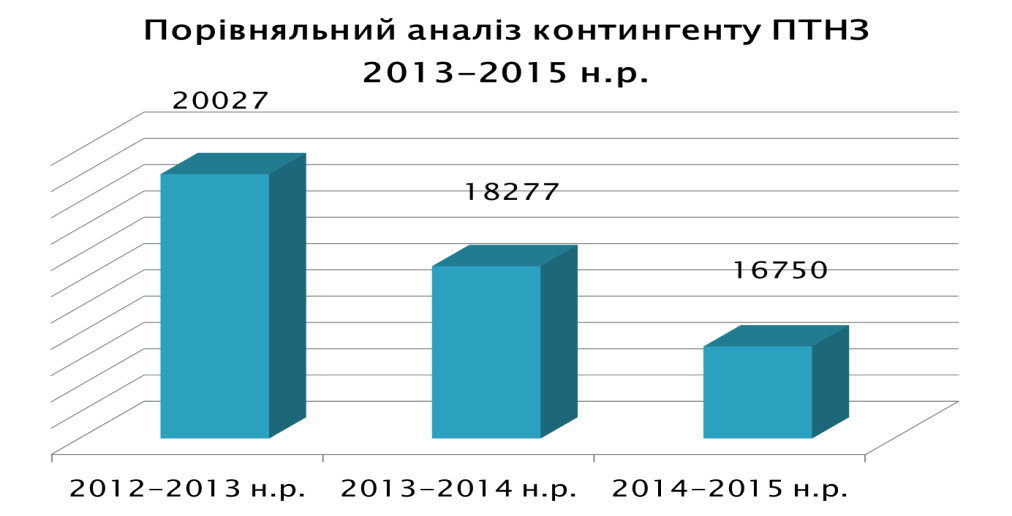 Порівняльний аналіз контингенту ПТНЗ
2013–2015 н.р.
20027
18277
16750
2012–2013 н.р.
2013–2014 н.р.
2014–2015 н.р.